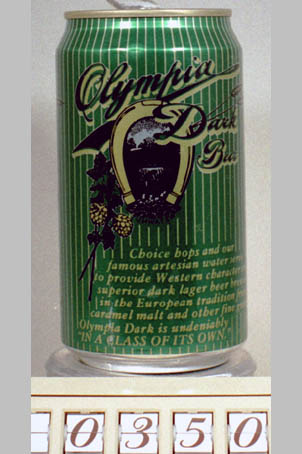 Olympia
Dark
Choice hops and our
famous artesian water
to provide Western character
superior dark lager beer
in the European tradition
caramel malt and other fine
Olympia Dark is undeniably
"IN A CLASS OF ITS OWN."
0350